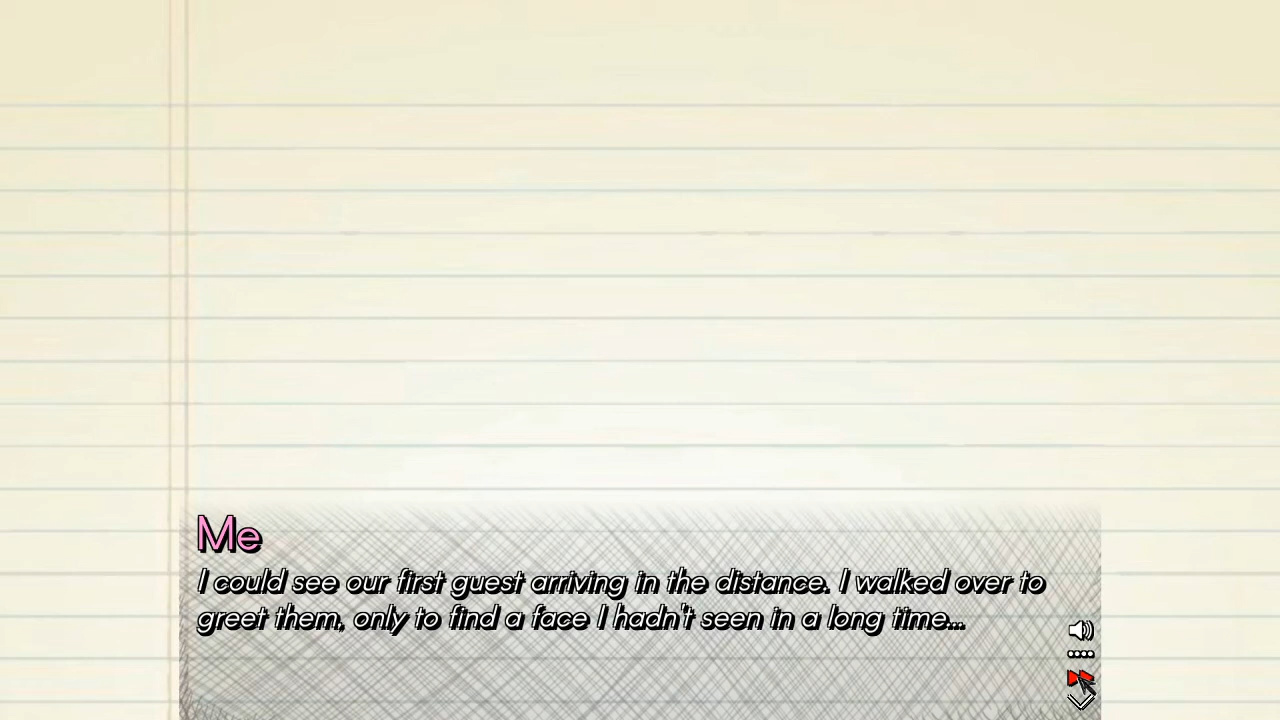 Me
I could see our first guest arriving in the distance. I walked over to
greet them, only to find a face I hadn't seen in a long time...